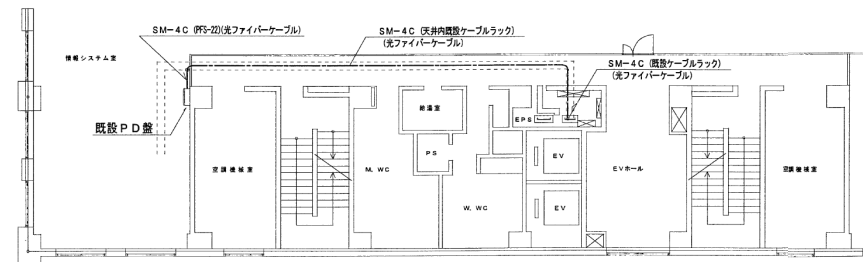 SM-4C (PFS-22)(光ファイバーケーブル)
SM-4C (天井内既設ケーブルラック)
(光ファイバーケーブル)
SM-4C (既設ケーブルラック)
(光ファイバーケーブル)
情報システム室
既設PD盤
給湯室
EPS
PS
EV
空調機械室
M.WC
EVホール
空調機械室
W.WC
EV